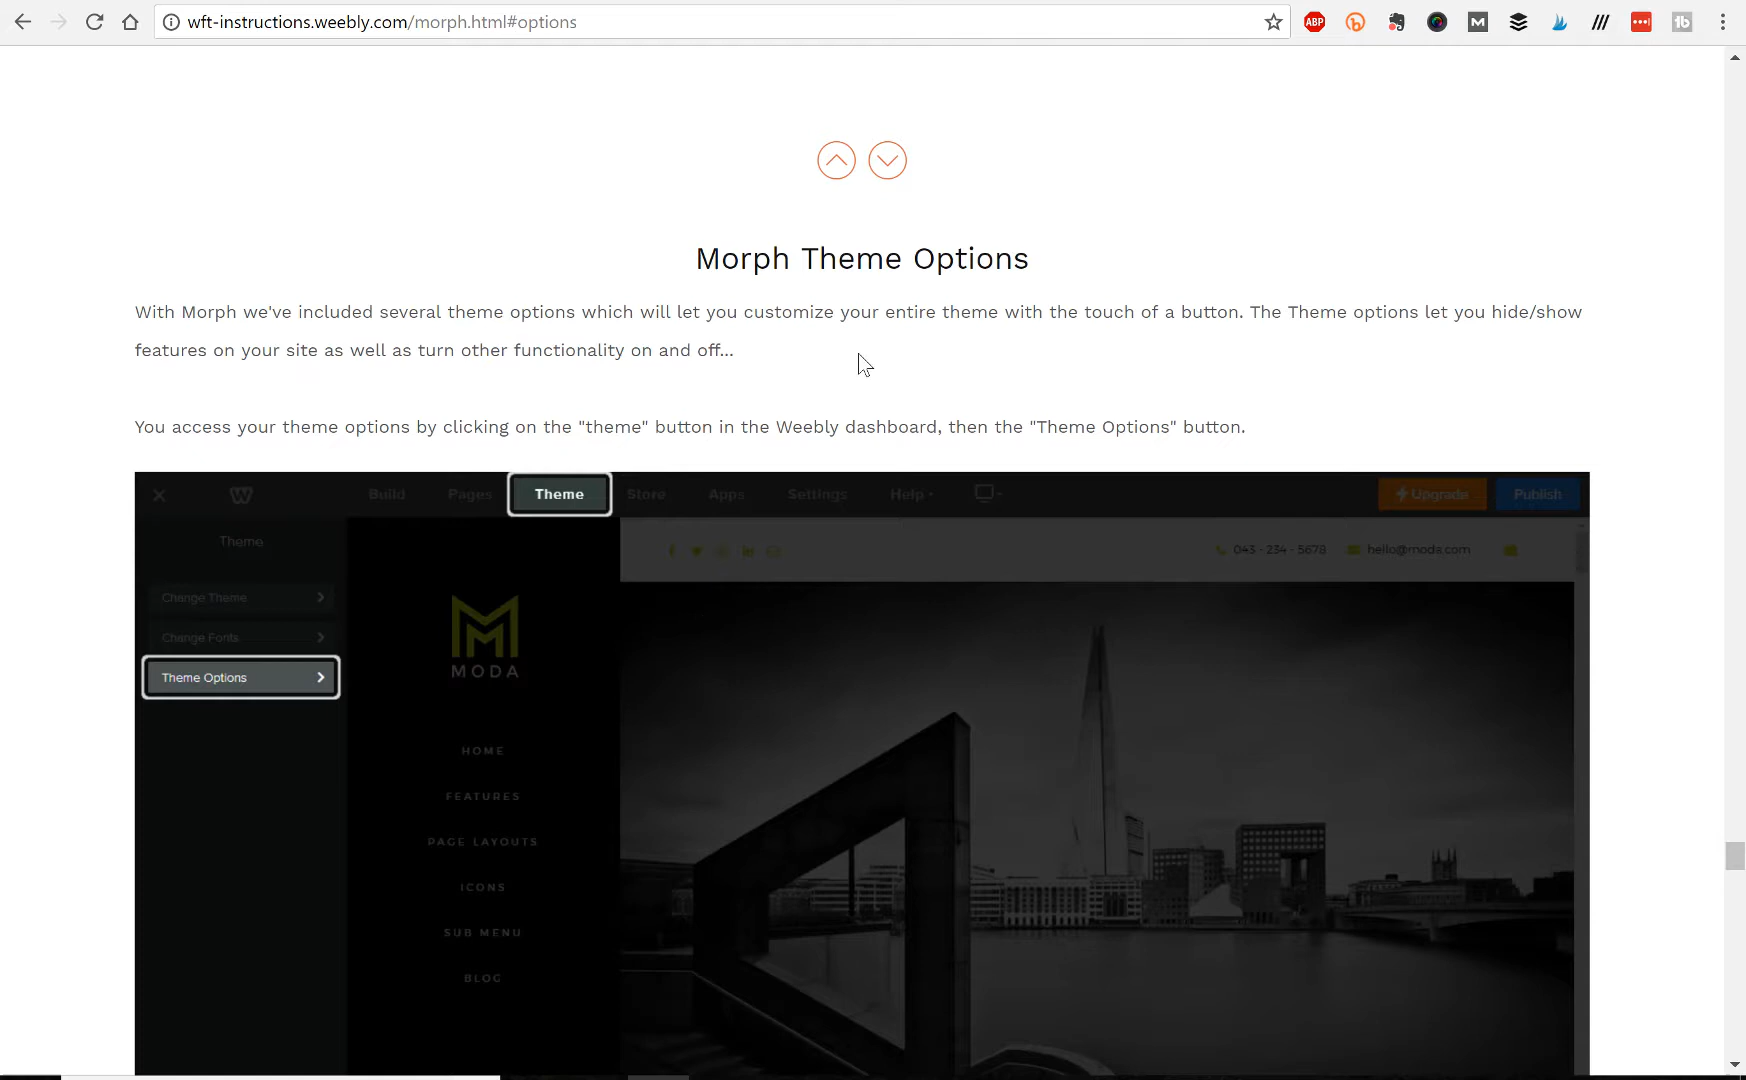 wft-instructions.weebly.com/morph.html#options
ABP
M
tb
Morph Theme Options
With Morph we've included several theme options which will let you customize your entire theme with the touch of a button. The Theme options let you hide/show
features on your site as well as turn other functionality on and off...
You access your theme options by clicking on the "theme" button in the Weebly dashboard, then the "Theme Options" button.
Build Pages Theme Store Apps Settings Help Upgrade Publish
Theme
043 - 234 - 5678 hello@moda.com
Change Theme
Change Fonts
Theme Options
MODA
HOME
FEATURES
PAGE LAYOUTS
ICONS
SUB MENU
BLOG